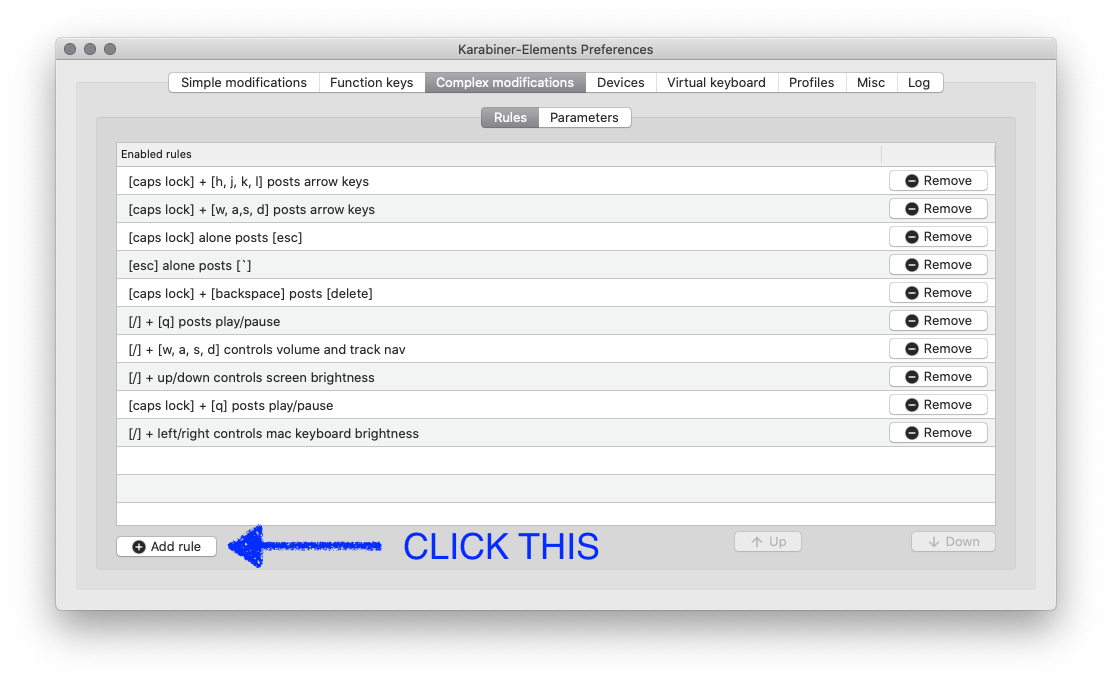 Karabiner-Elements Preferences
Simple modifications Function keys Complex modifications Devices Virtual keyboard Profiles Misc Log
Rules Parameters
Enabled rules
[caps lock] + [h, j, k, l] posts arrow keys Remove
[caps lock] + [w, a,s, d] posts arrow keys Remove
[caps lock] alone posts [esc] Remove
[esc] alone posts [`] Remove
[caps lock] + [backspace] posts [delete] Remove
[/] + [q] posts play/pause Remove
[/] + [w, a, s, d] controls volume and track nav Remove
[/] + up/down controls screen brightness Remove
[caps lock] + [q] posts play/pause Remove
[/] + left/right controls mac keyboard brightness Remove
Add rule CLICK THIS Up Down